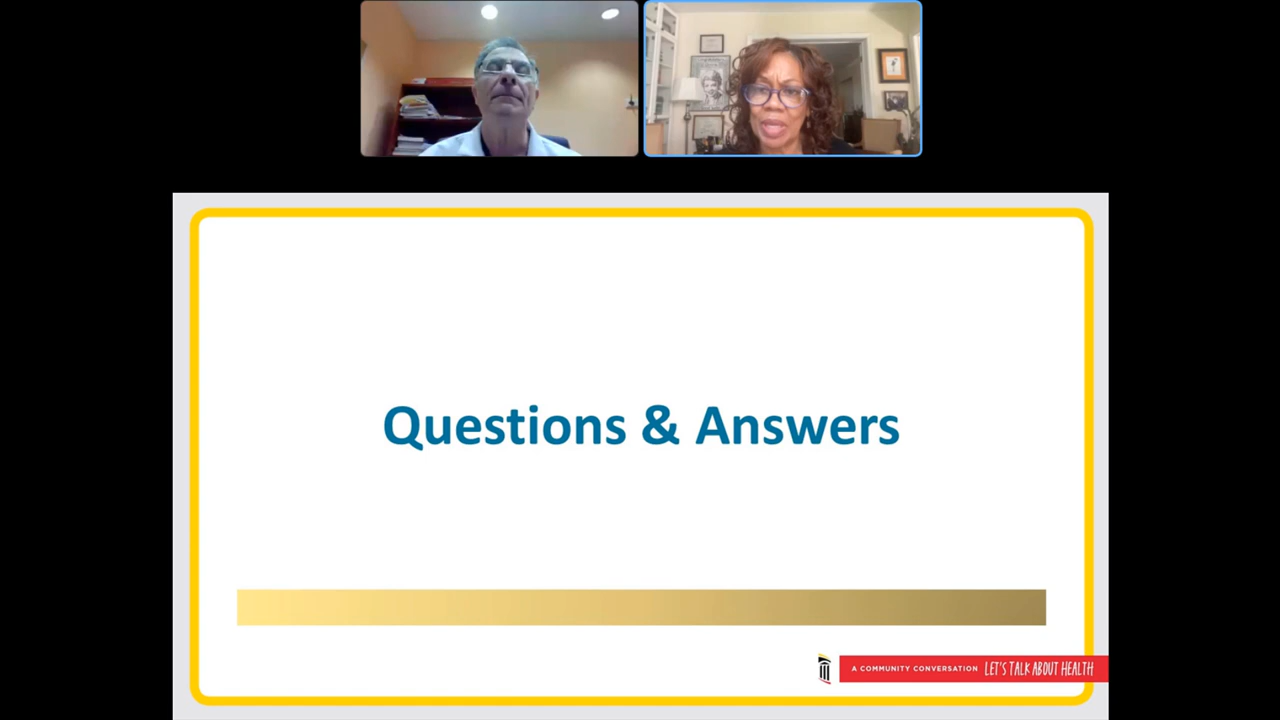 Questions & Answers
A COMMUNITY CONVERSATION LET'S TALK ABOUT HEALTH